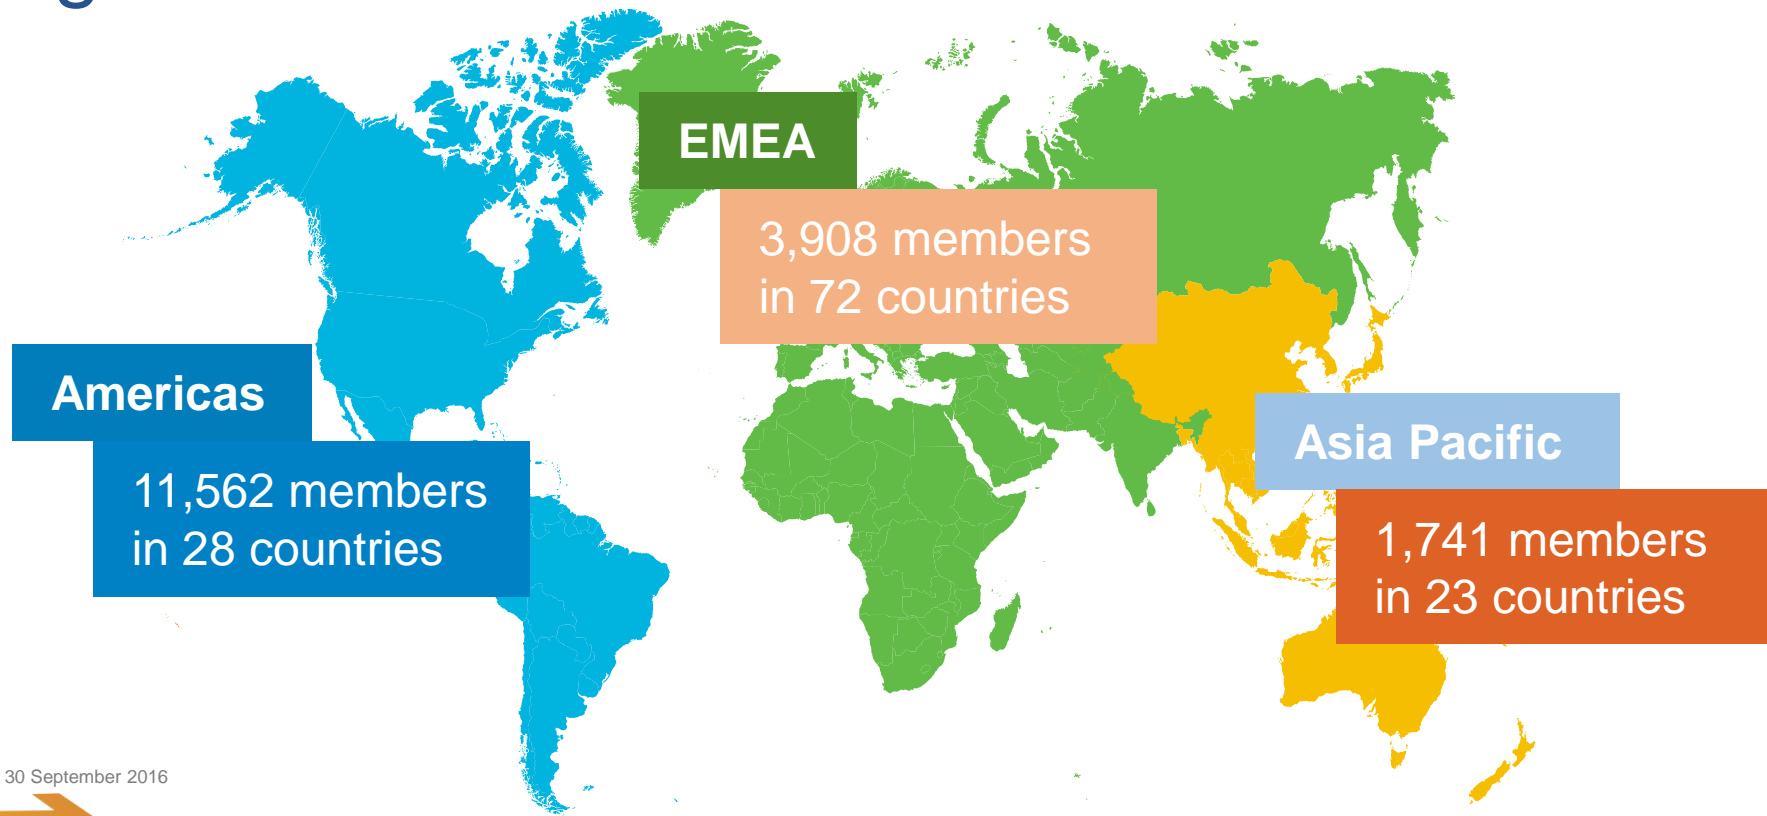 EMEA
3,908 members
in 72 countries
Americas
11,562 members
in 28 countries
Asia Pacific
1,741 members
in 23 countries
30 September 2016